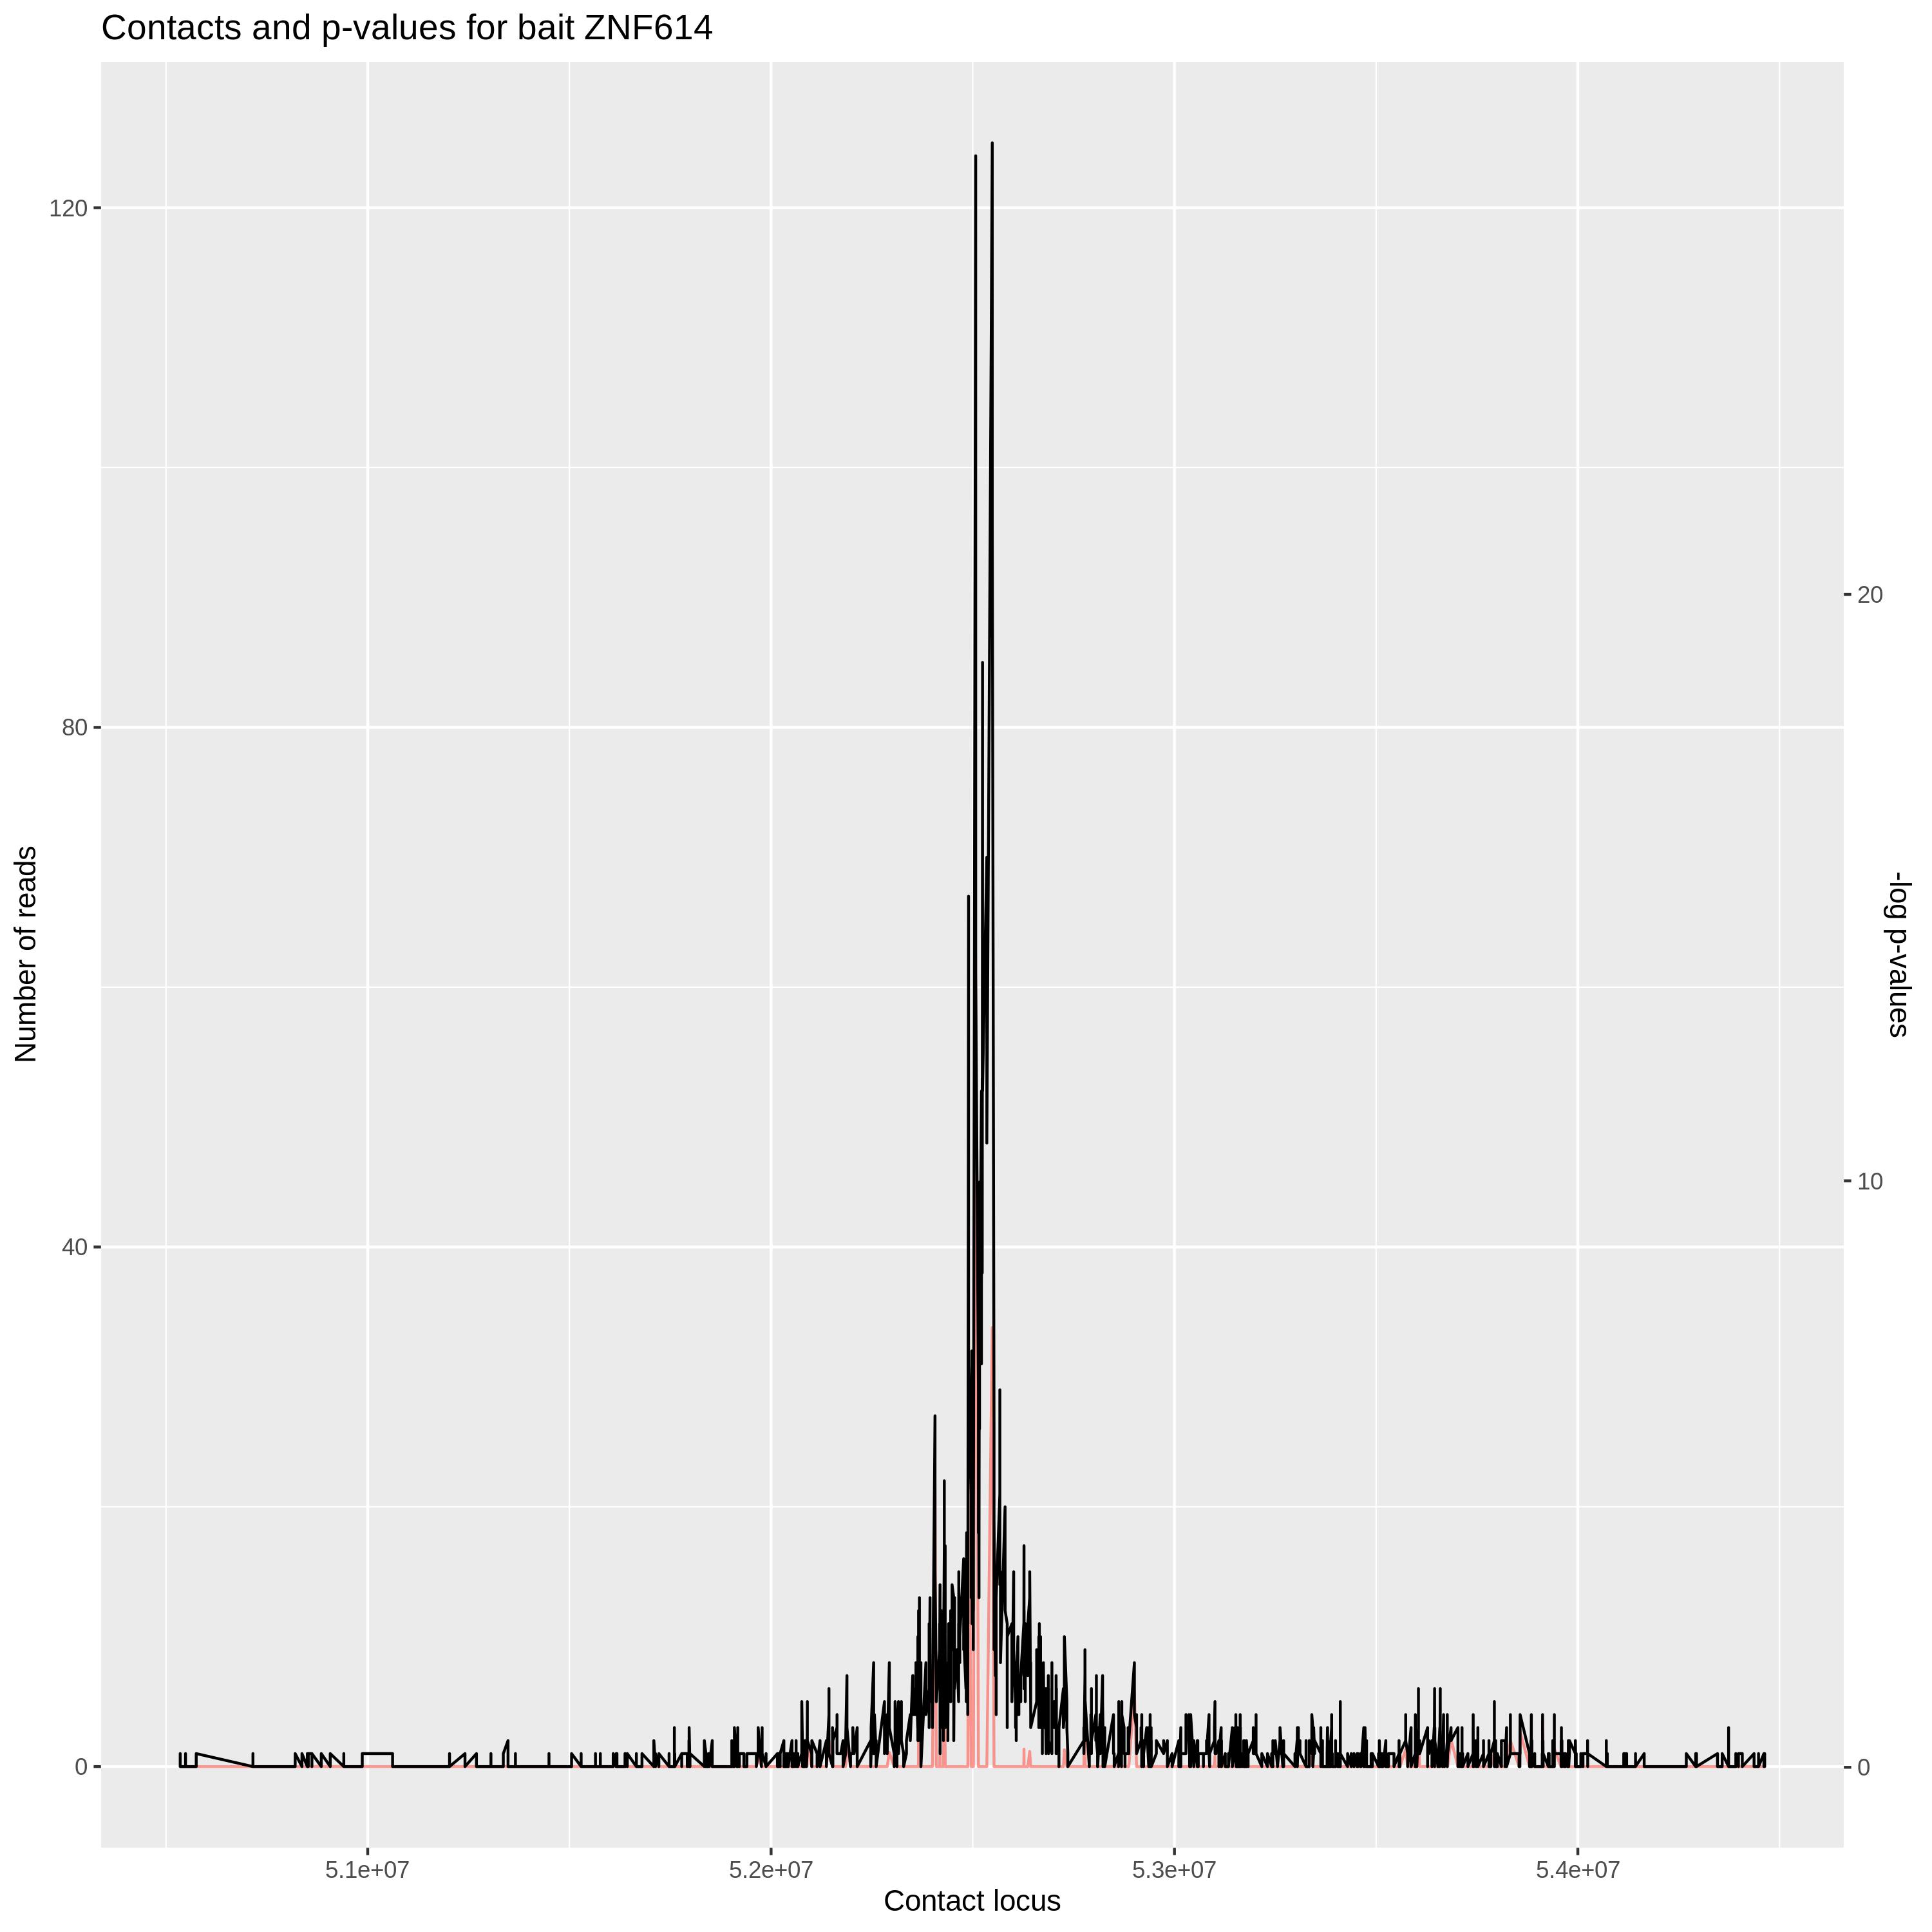 Contacts and p-values for bait ZNF614
120
80
40
0
Number of reads
20
10
0
-log p-values
5.1e+07
5.2e+07
5.3e+07
5.4e+07
Contact locus